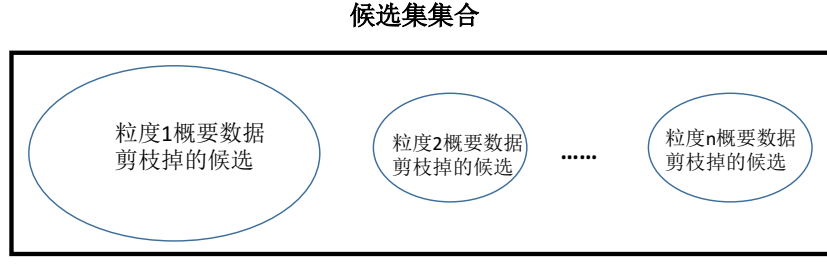 候选集集合
粒度1概要数据
剪枝掉的候选
粒度2概要数据
剪枝掉的候选
……
粒度n概要数据
剪枝掉的候选